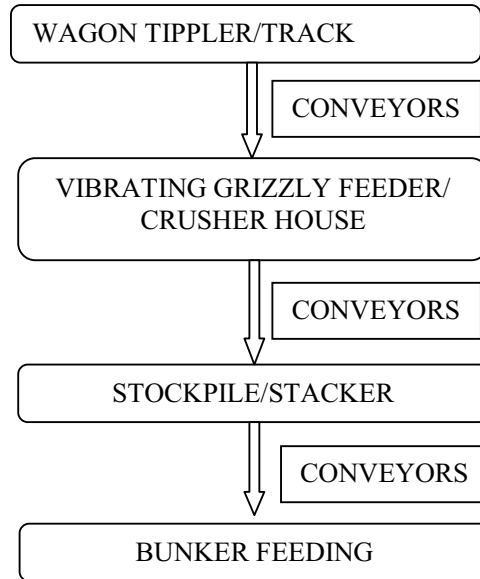 WAGON TIPPLER/TRACK
CONVEYORS
VIBRATING GRIZZLY FEEDER/
CRUSHER HOUSE
CONVEYORS
STOCKPILE/STACKER
CONVEYORS
BUNKER FEEDING